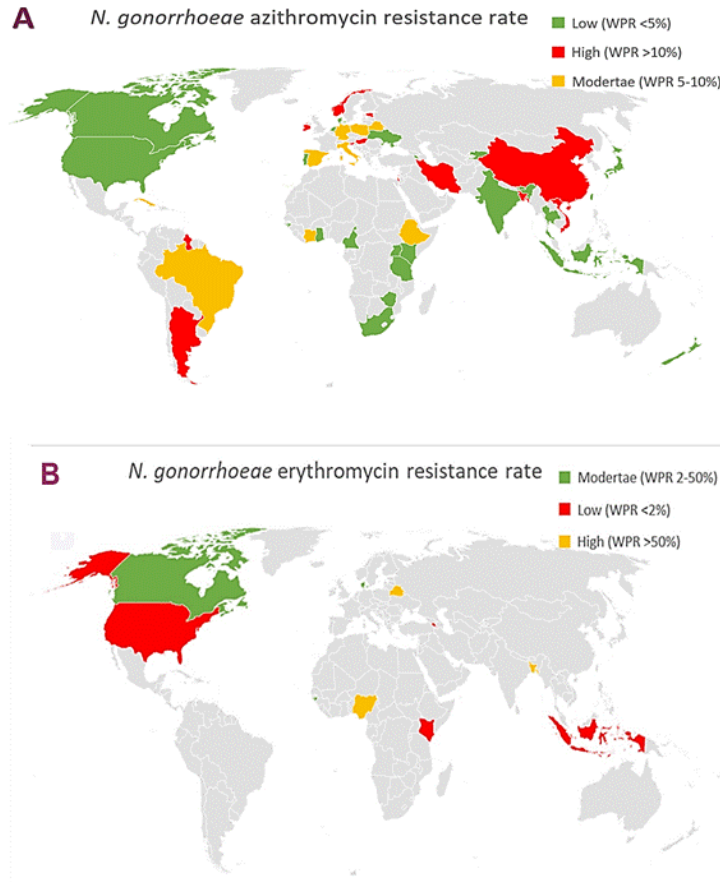 A
N. gonorrhoeae azithromycin resistance rate
Low (WPR <5%)
High (WPR >10%)
Modertae (WPR 5-10%)
B
N. gonorrhoeae erythromycin resistance rate
Modertae (WPR 2-50%)
Low (WPR <2%)
High (WPR >50%)